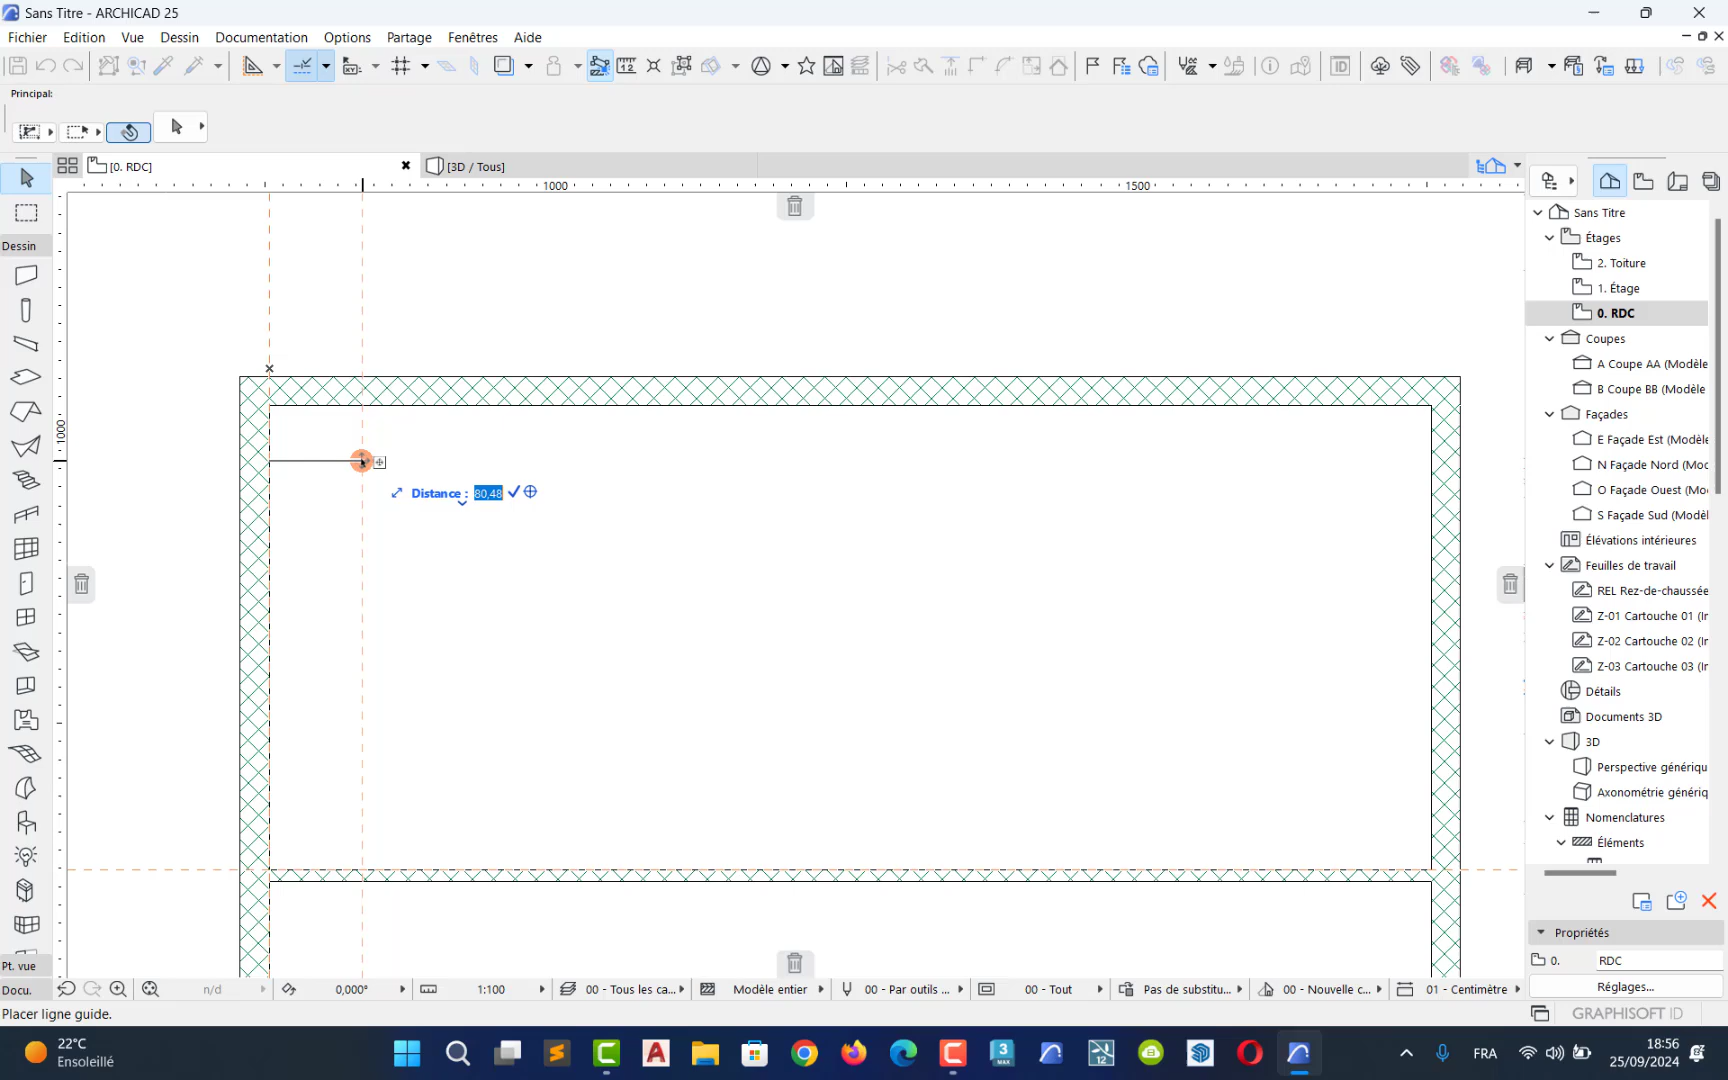 Sans Titre - ARCHICAD 25
Fichier Edition Vue Dessin Documentation Options Partage Fenêtres Aide
Principal:
[0. RDC]
[3D / Tous]
1000
1500
Dessin
1000
Distance : 80,48
Sans Titre
Étages
2. Toiture
1. Étage
0. RDC
Coupes
A Coupe AA (Modèle
B Coupe BB (Modèle
Façades
E Façade Est (Modèle
N Façade Nord (Mod
O Façade Ouest (Mo
S Façade Sud (Modèl
Élévations intérieures
Feuilles de travail
REL Rez-de-chaussée
Z-01 Cartouche 01 (Ir
Z-02 Cartouche 02 (Ir
Z-03 Cartouche 03 (Ir
Détails
Documents 3D
3D
Perspective génériqu
Axonométrie génériq
Nomenclatures
Éléments
Propriétés
0. RDC
Réglages...
Pt. vue
Docu.
n/d 0,000° 1:100 00 - Tous les ca... Modèle entier 00 - Par outils ... 00 - Tout Pas de substitu... 00 - Nouvelle c... 01 - Centimètre
Placer ligne guide.
GRAPHISOFT ID
22°C
Ensoleillé
FRA
18:56
25/09/2024